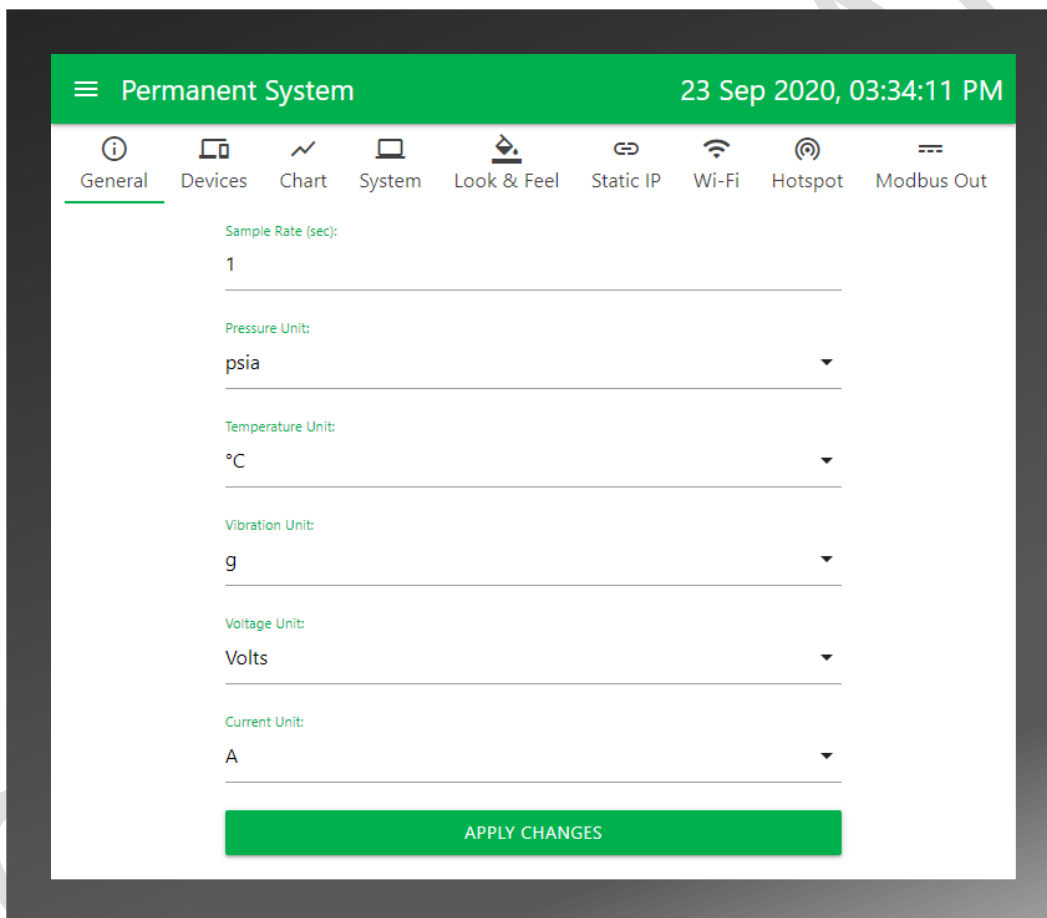 Permanent System 23 Sep 2020, 03:34:11 PM
General Devices Chart System Look & Feel Static IP Wi-Fi Hotspot Modbus Out
Sample Rate (sec):
1
Pressure Unit:
psia
Temperature Unit:
°C
Vibration Unit:
g
Voltage Unit:
Volts
Current Unit:
A
APPLY CHANGES